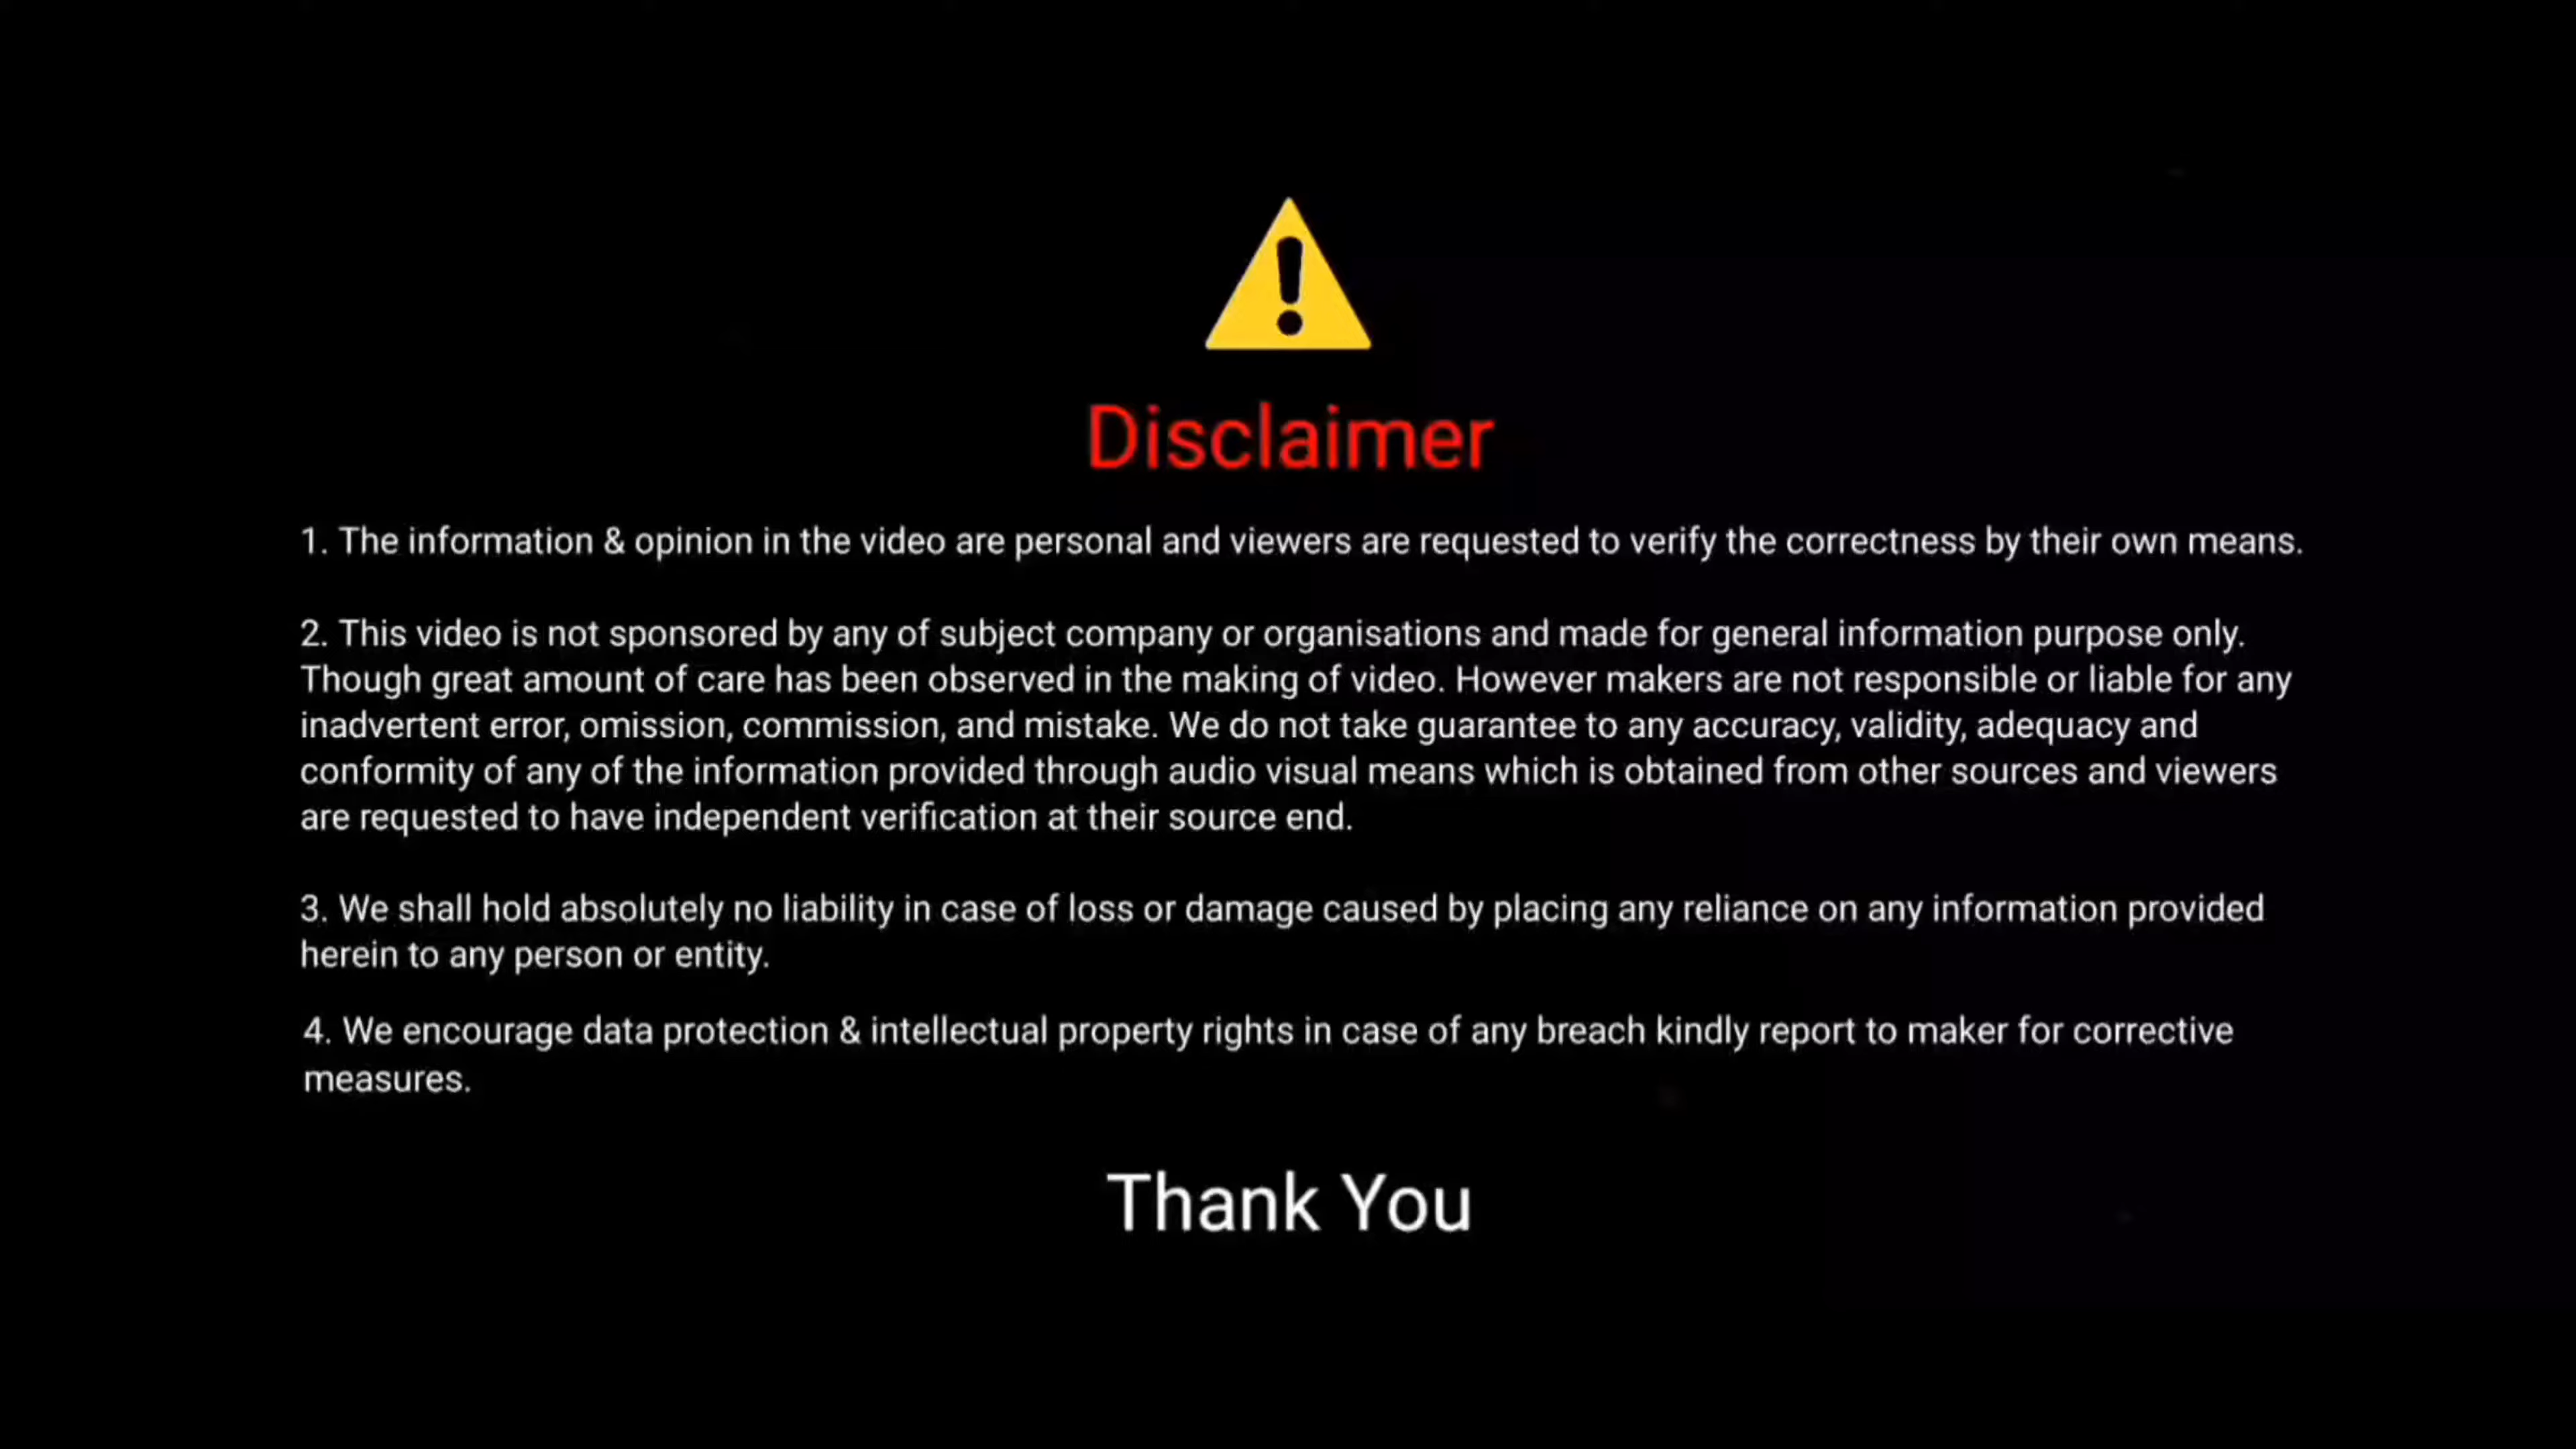 Disclaimer
1. The information & opinion in the video are personal and viewers are requested to verify the correctness by their own means.
2. This video is not sponsored by any of subject company or organisations and made for general information purpose only.
Though great amount of care has been observed in the making of video. However makers are not responsible or liable for any
inadvertent error, omission, commission, and mistake. We do not take guarantee to any accuracy, validity, adequacy and
conformity of any of the information provided through audio visual means which is obtained from other sources and viewers
are requested to have independent verification at their source end.
3. We shall hold absolutely no liability in case of loss or damage caused by placing any reliance on any information provided
herein to any person or entity.
4. We encourage data protection & intellectual property rights in case of any breach kindly report to maker for corrective
measures.
Thank You